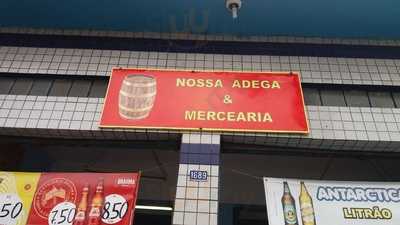 NOSSA ADEGA
&
MERCEARIA
1689
BRAHMA
50
7,50
8,50
ANTARCTICA
LITRÃO